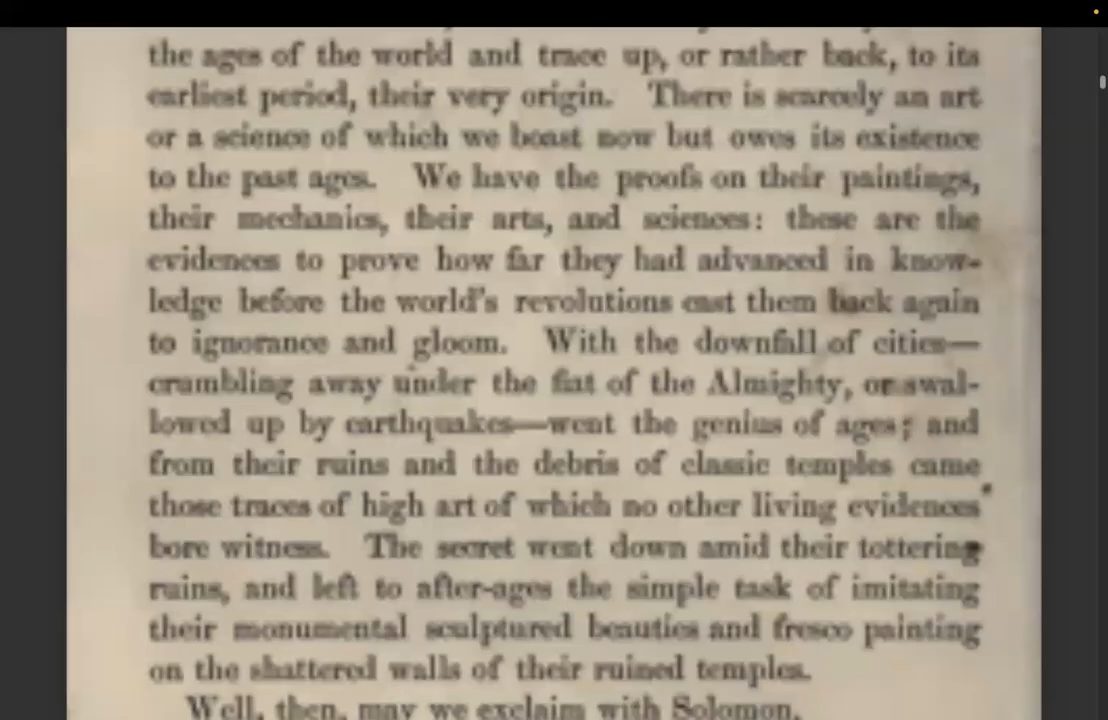 the ages of the world and trace up, or rather back, to its
earliest period, their very origin. There is scarcely an art
or a science of which we boast now but owes its existence
to the past ages. We have the proofs on their paintings,
their mechanics, their arts, and sciences: these are the
evidences to prove how far they had advanced in know-
ledge before the world's revolutions cast them back again
to ignorance and gloom. With the downfall of cities—
crumbling away under the fiat of the Almighty, or swal-
lowed up by earthquakes—went the genius of ages; and
from their ruins and the debris of classic temples came
those traces of high art of which no other living evidences
bore witness. The secret went down amid their tottering
ruins, and left to after-ages the simple task of imitating
their monumental sculptured beauties and fresco painting
on the shattered walls of their ruined temples.
Well, then, may we exclaim with Solomon,